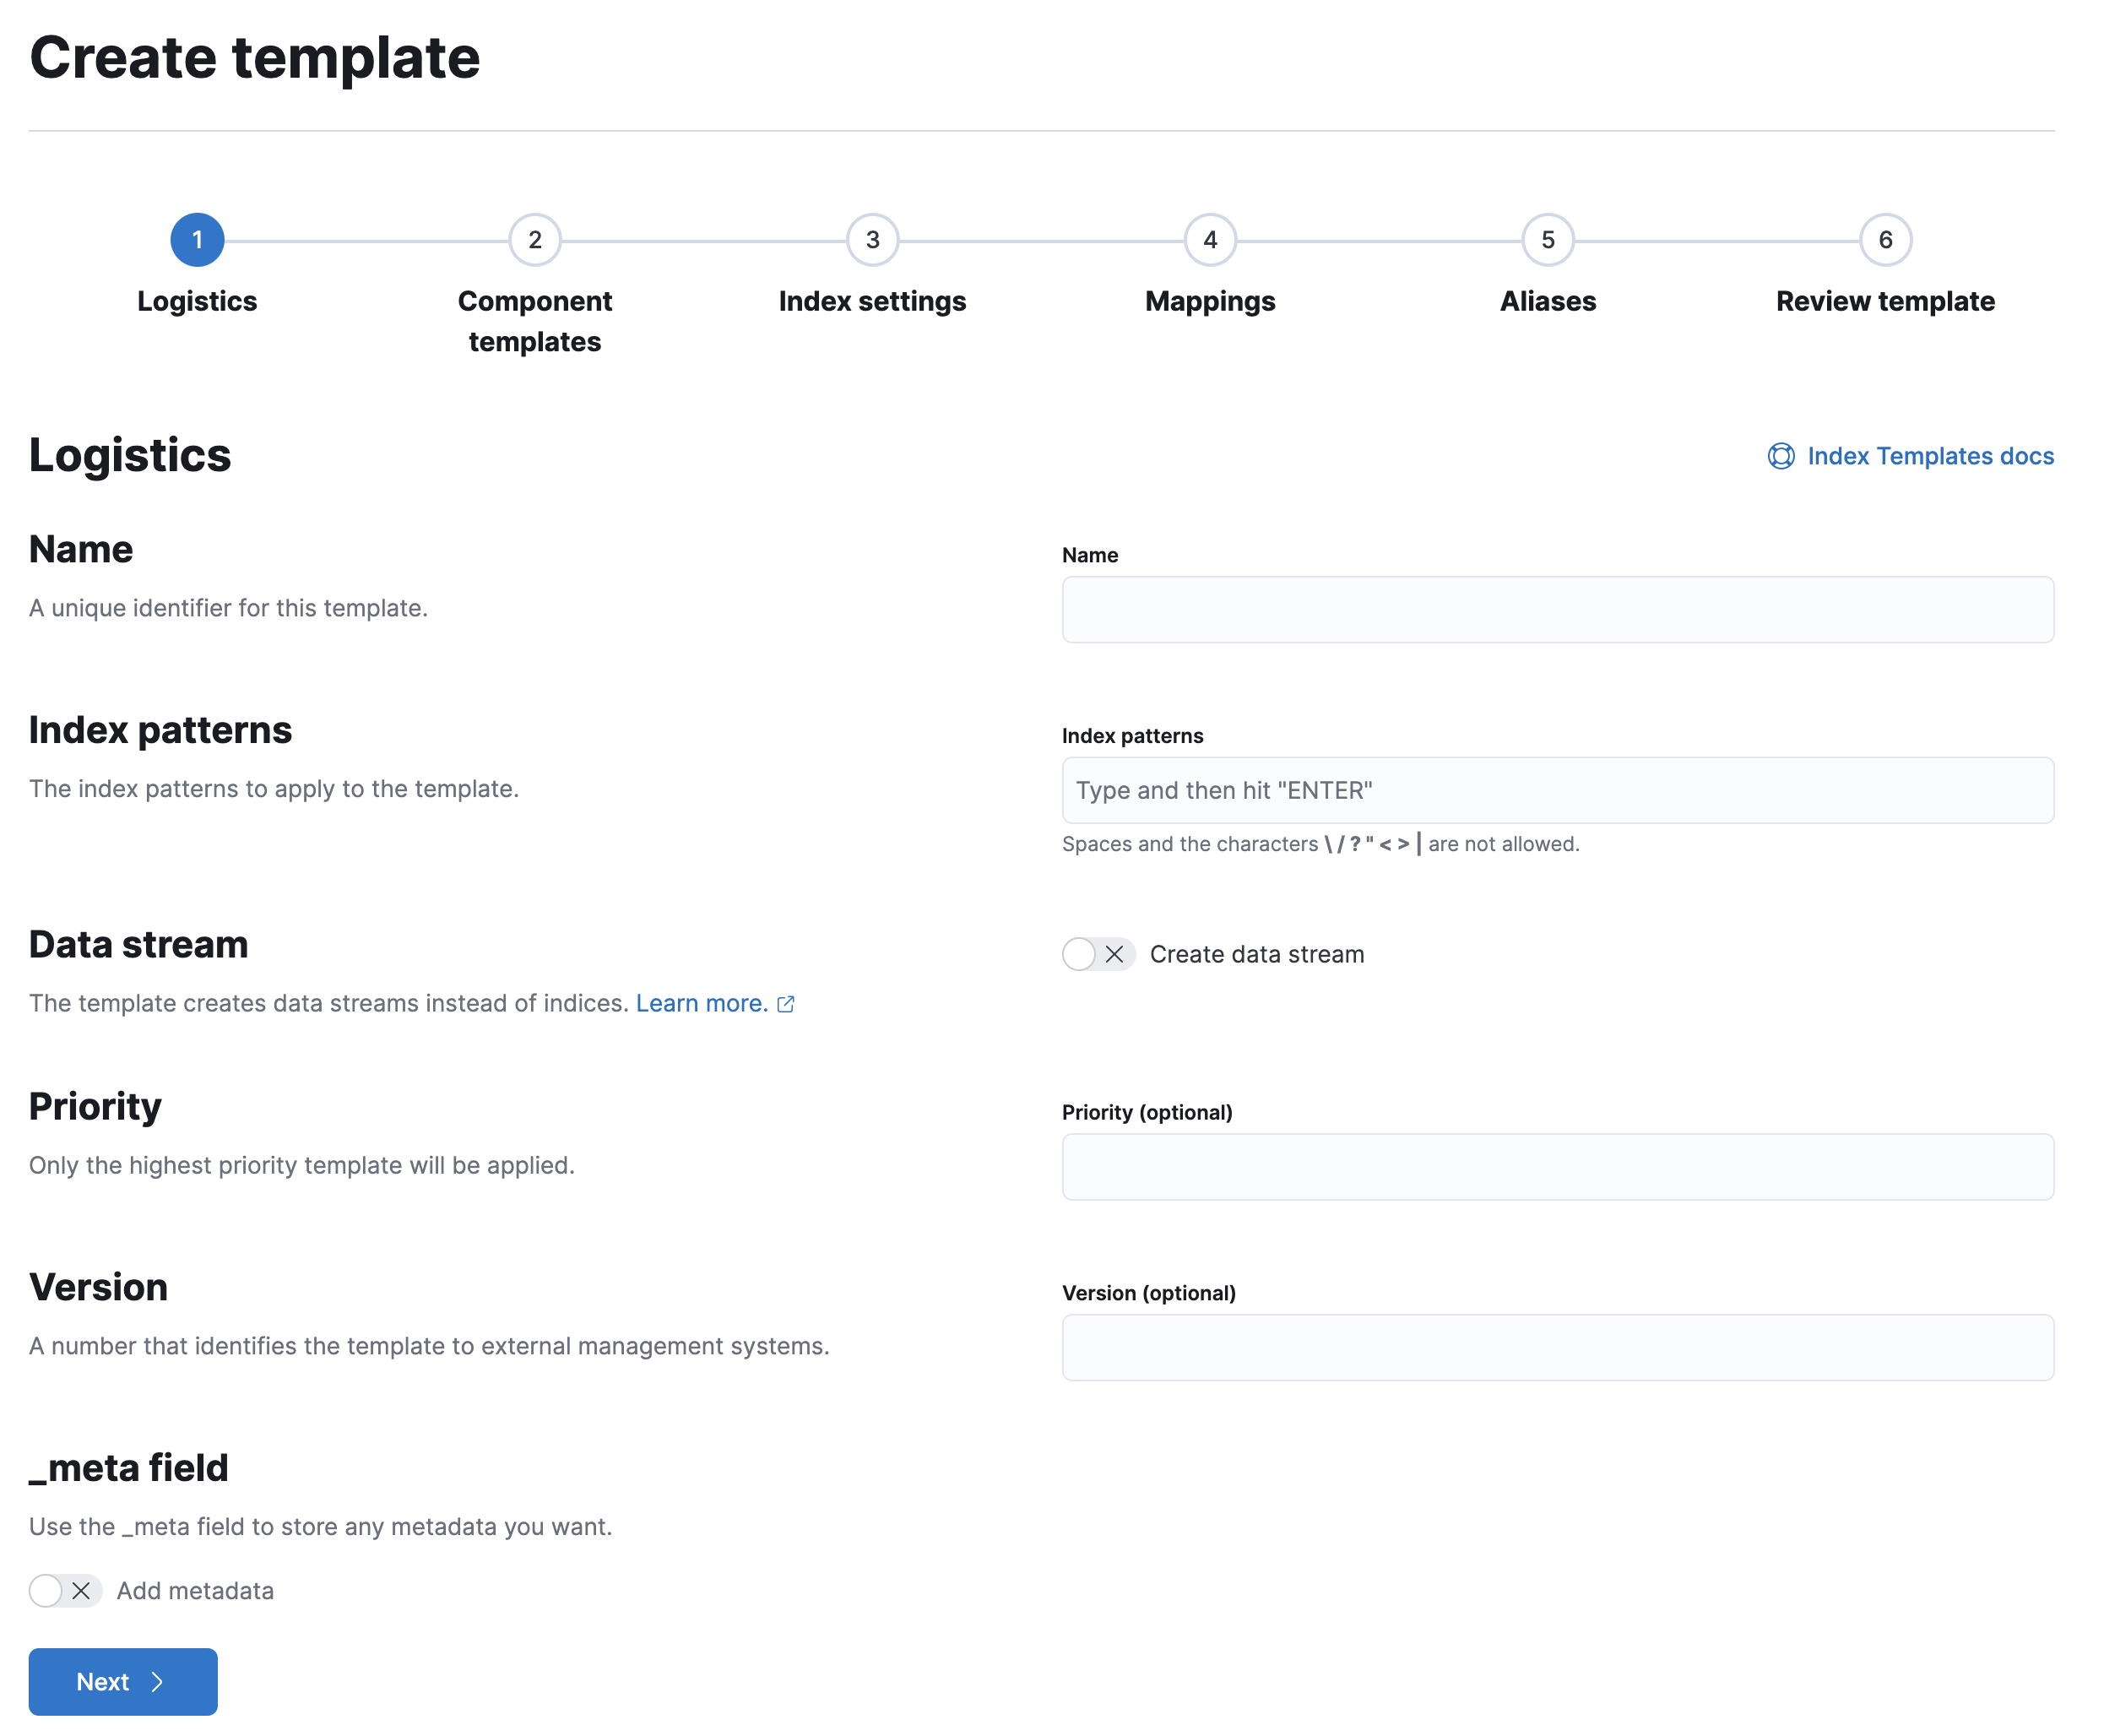 Create template
1
2
3
4
5
6
Logistics
Component
templates
Index settings
Mappings
Aliases
Review template
Logistics
Index Templates docs
Name
A unique identifier for this template.
Name
Index patterns
The index patterns to apply to the template.
Index patterns
Type and then hit "ENTER"
Spaces and the characters \ / ? " < > | are not allowed.
Data stream
The template creates data streams instead of indices. Learn more.
Create data stream
Priority
Only the highest priority template will be applied.
Priority (optional)
Version
A number that identifies the template to external management systems.
Version (optional)
_meta field
Use the _meta field to store any metadata you want.
Add metadata
Next